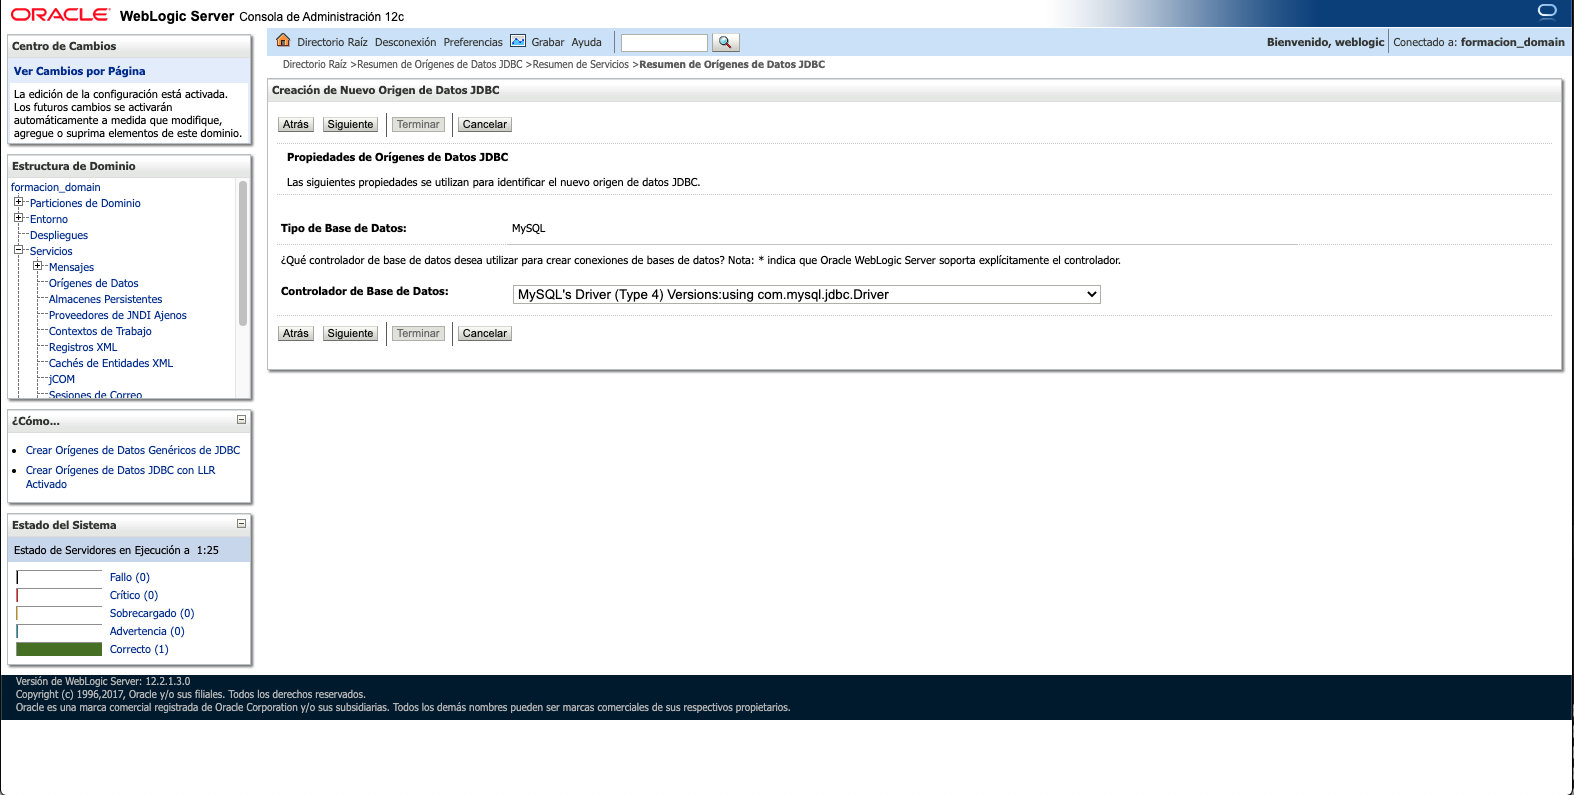 ORACLE WebLogic Server Consola de Administración 12c
Centro de Cambios
Ver Cambios por Página
La edición de la configuración está activada.
Los futuros cambios se activarán
automáticamente a medida que modifique,
agregue o suprima elementos de este dominio.
Estructura de Dominio
formacion_domain
Particiones de Dominio
Entorno
Despliegues
Servicios
Mensajes
Orígenes de Datos
Almacenes Persistentes
Proveedores de JNDI Ajenos
Contextos de Trabajo
Registros XML
Cachés de Entidades XML
jCOM
Sesiones de Correo
¿Cómo...
Crear Orígenes de Datos Genéricos de JDBC
Crear Orígenes de Datos JDBC con LLR
Activado
Estado del Sistema
Estado de Servidores en Ejecución a 1:25
Fallo (0)
Crítico (0)
Sobrecargado (0)
Advertencia (0)
Correcto (1)
Directorio Raíz Desconexión Preferencias Grabar Ayuda
Bienvenido, weblogic Conectado a: formacion_domain
Directorio Raíz >Resumen de Orígenes de Datos JDBC >Resumen de Servicios >Resumen de Orígenes de Datos JDBC
Creación de Nuevo Origen de Datos JDBC
Atrás Siguiente Terminar Cancelar
Propiedades de Orígenes de Datos JDBC
Las siguientes propiedades se utilizan para identificar el nuevo origen de datos JDBC.
Tipo de Base de Datos: MySQL
¿Qué controlador de base de datos desea utilizar para crear conexiones de bases de datos? Nota: * indica que Oracle WebLogic Server soporta explícitamente el controlador.
Controlador de Base de Datos: MySQL's Driver (Type 4) Versions:using com.mysql.jdbc.Driver
Atrás Siguiente Terminar Cancelar
Versión de WebLogic Server: 12.2.1.3.0
Copyright (c) 1996,2017, Oracle y/o sus filiales. Todos los derechos reservados.
Oracle es una marca comercial registrada de Oracle Corporation y/o sus subsidiarias. Todos los demás nombres pueden ser marcas comerciales de sus respectivos propietarios.